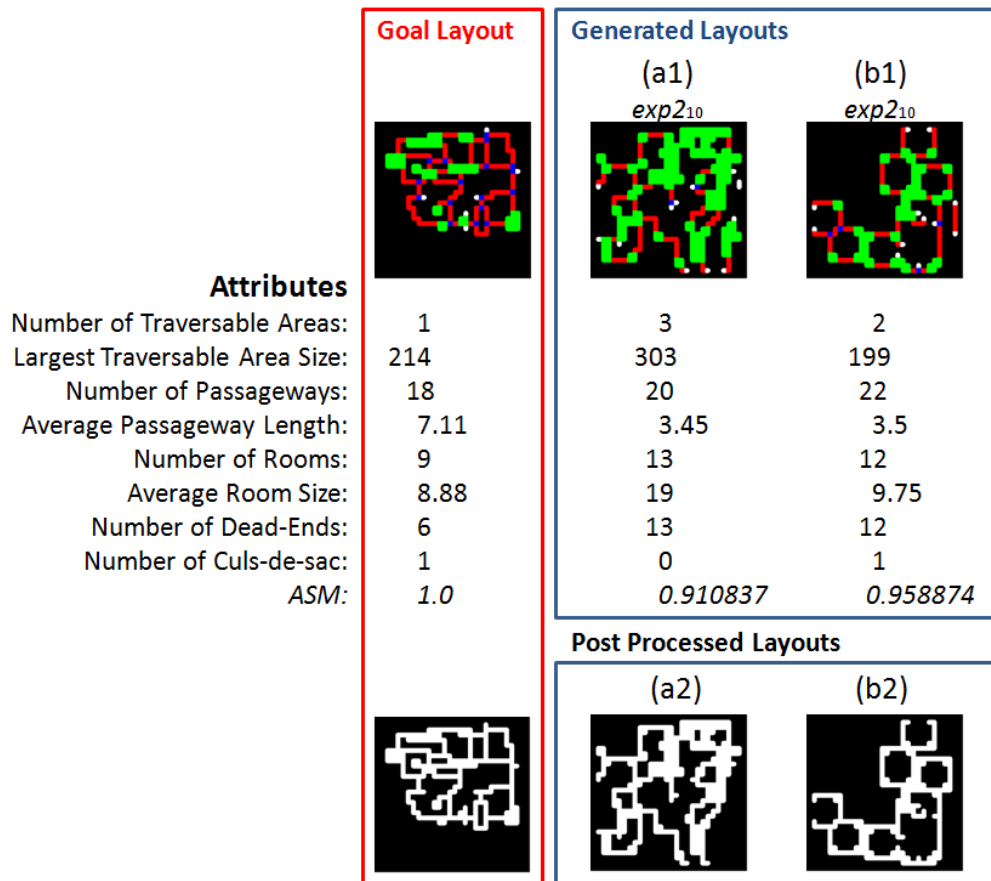 Goal Layout
Generated Layouts
(a1) (b1)
exp2₁₀ exp2₁₀
Attributes
Number of Traversable Areas: 1 3 2
Largest Traversable Area Size: 214 303 199
Number of Passageways: 18 20 22
Average Passageway Length: 7.11 3.45 3.5
Number of Rooms: 9 13 12
Average Room Size: 8.88 19 9.75
Number of Dead-Ends: 6 13 12
Number of Culs-de-sac: 1 0 1
ASM: 1.0 0.910837 0.958874
Post Processed Layouts
(a2) (b2)